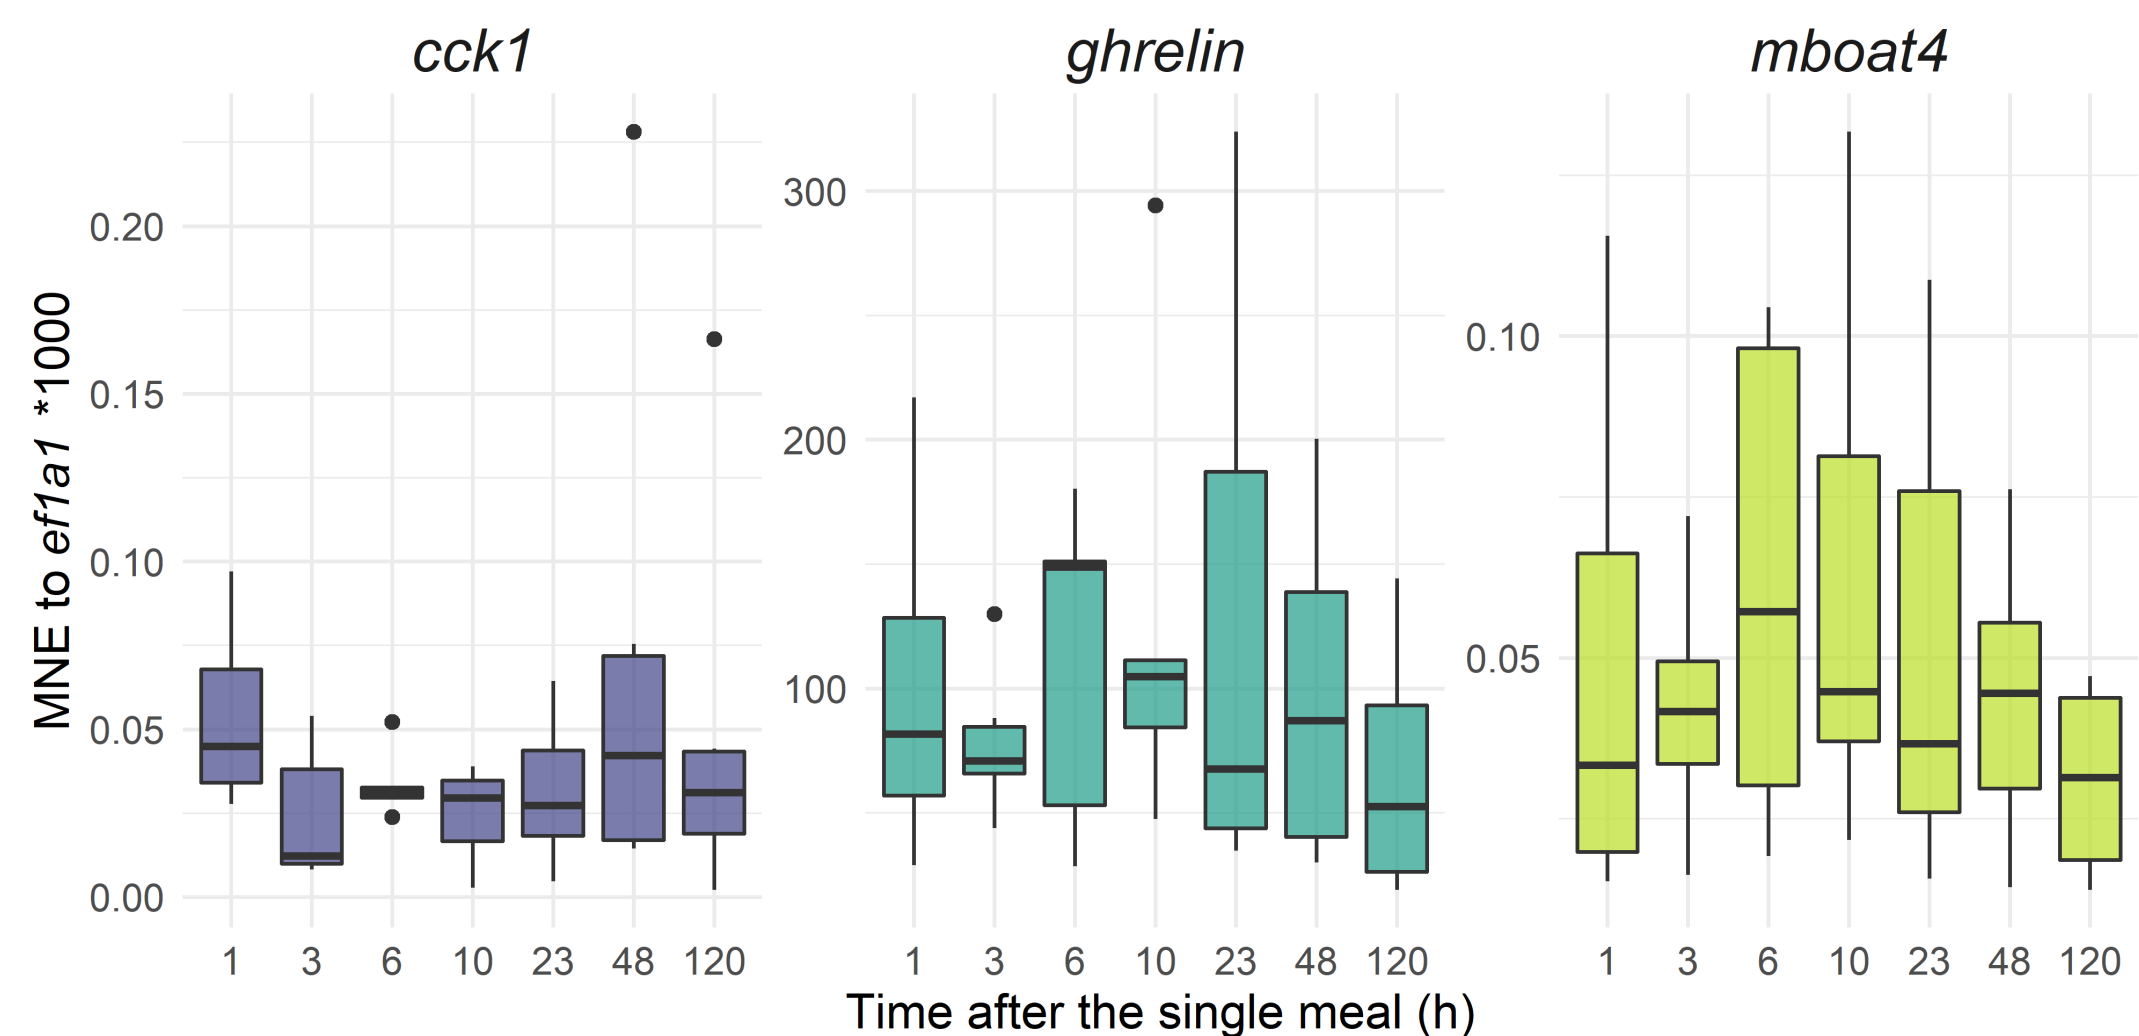 cck1 ghrelin mboat4
MNE to ef1a1 *1000
0.20
0.15
0.10
0.05
0.00
300
200
100
0.10
0.05
1 3 6 10 23 48 120
1 3 6 10 23 48 120
1 3 6 10 23 48 120
Time after the single meal (h)